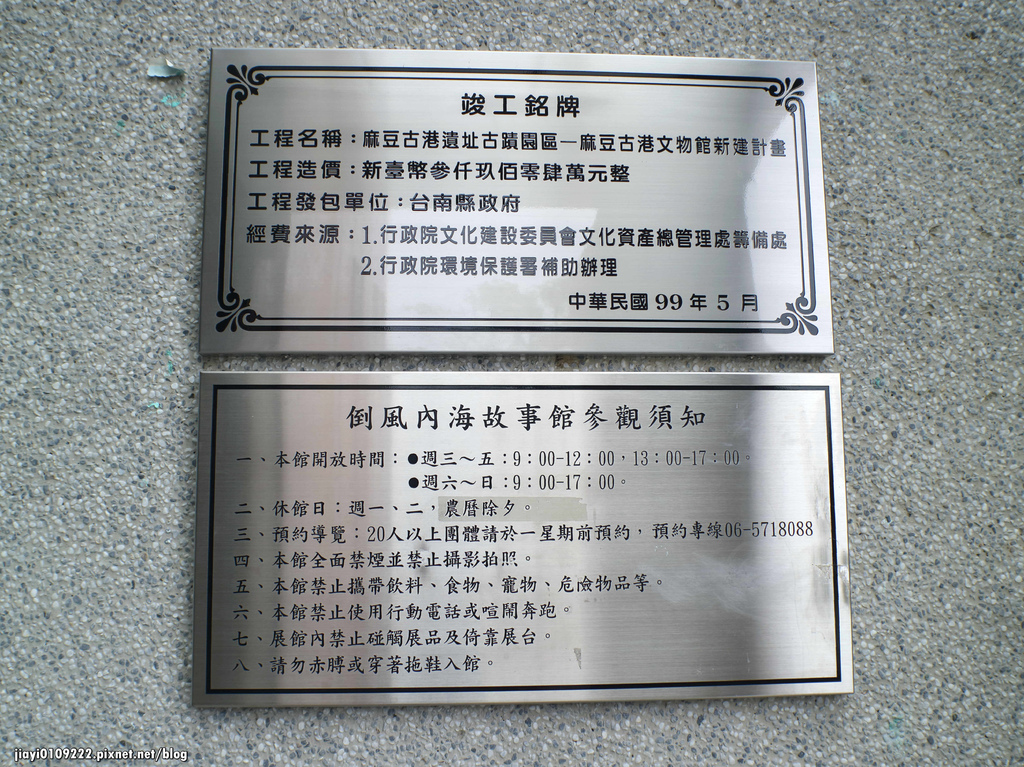 竣工銘牌
工程名稱：麻豆古港遺址古蹟園區—麻豆古港文物館新建計畫
工程造價：新臺幣參仟玖佰零肆萬元整
工程發包單位：台南縣政府
經費來源：1.行政院文化建設委員會文化資產總管理處籌備處
2.行政院環境保護署補助辦理
中華民國 99 年 5 月
倒風內海故事館參觀須知
一、本館開放時間：●週三～五：9：00-12：00，13：00-17：00。
●週六～日：9：00-17：00。
二、休館日：週一、二，農曆除夕。
三、預約導覽：20人以上團體請於一星期前預約，預約專線06-5718088
四、本館全面禁煙並禁止攝影拍照。
五、本館禁止攜帶飲料、食物、寵物、危險物品等。
六、本館禁止使用行動電話或喧鬧奔跑。
七、展館內禁止碰觸展品及倚靠展台。
八、請勿赤膊或穿著拖鞋入館。
jiayi0109222.pixnet.net/blog